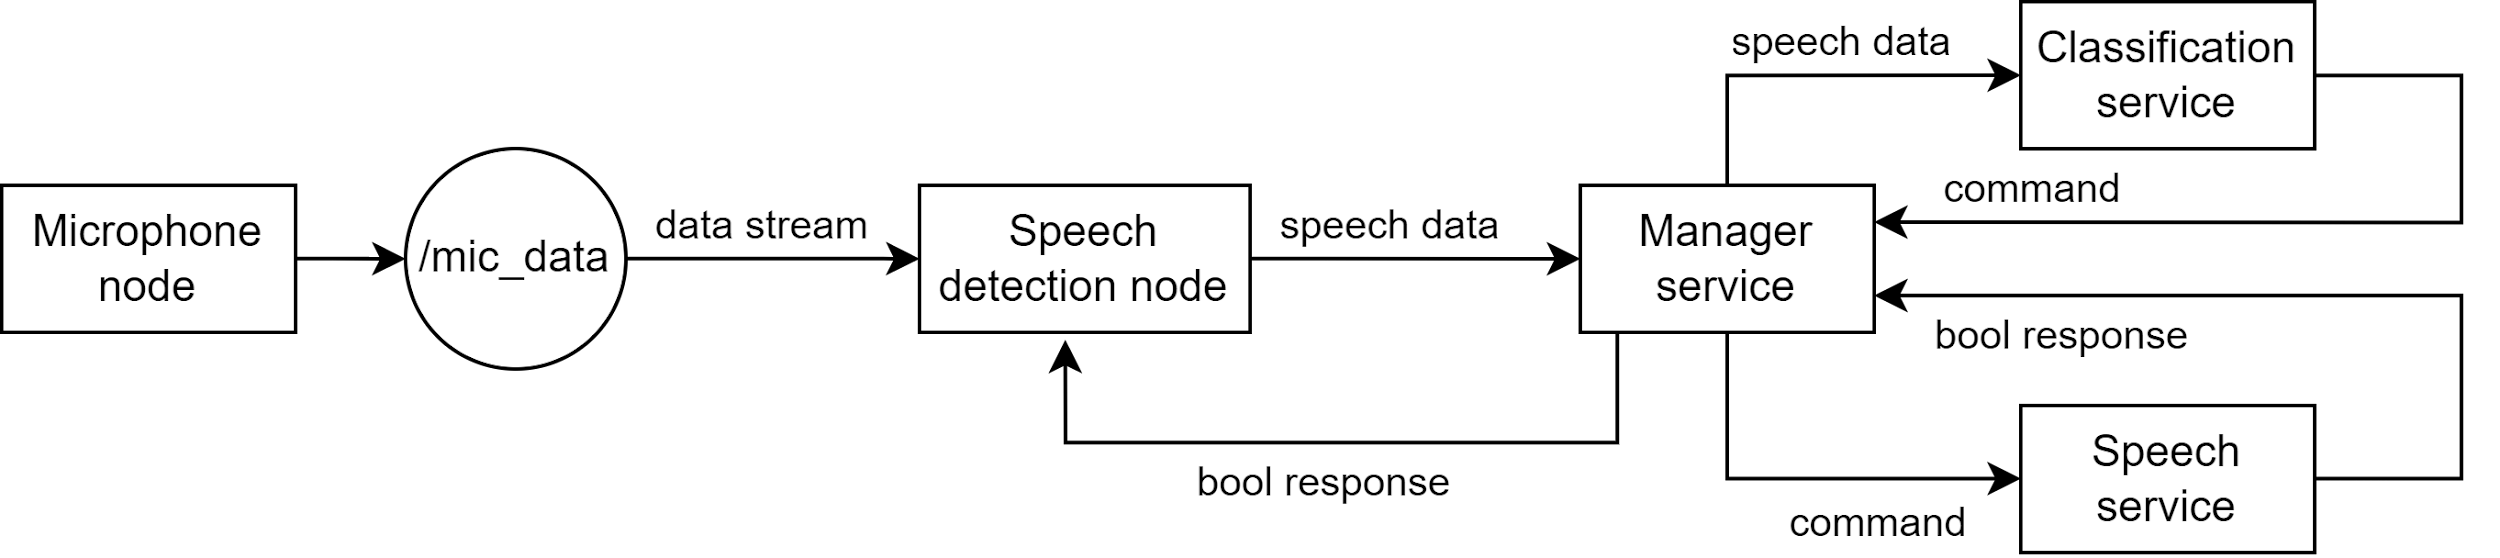 Microphone
node
/mic_data
data stream
Speech
detection node
speech data
Manager
service
bool response
speech data
Classification
service
command
bool response
command
Speech
service